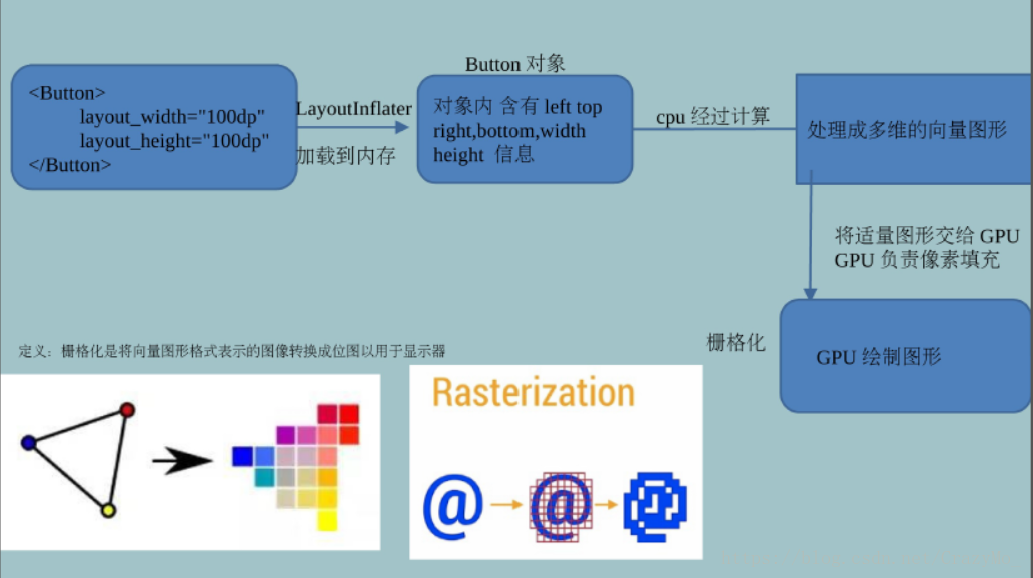 Button 对象
<Button>
layout_width="100dp"
layout_height="100dp"
</Button>
LayoutInflater
加载到内存
对象内 含有 left top
right,bottom,width
height 信息
cpu 经过计算
处理成多维的向量图形
将适量图形交给 GPU
GPU 负责像素填充
栅格化
GPU 绘制图形
定义：栅格化是将向量图形格式表示的图像转换成位图以用于显示器
Rasterization
@
@
@